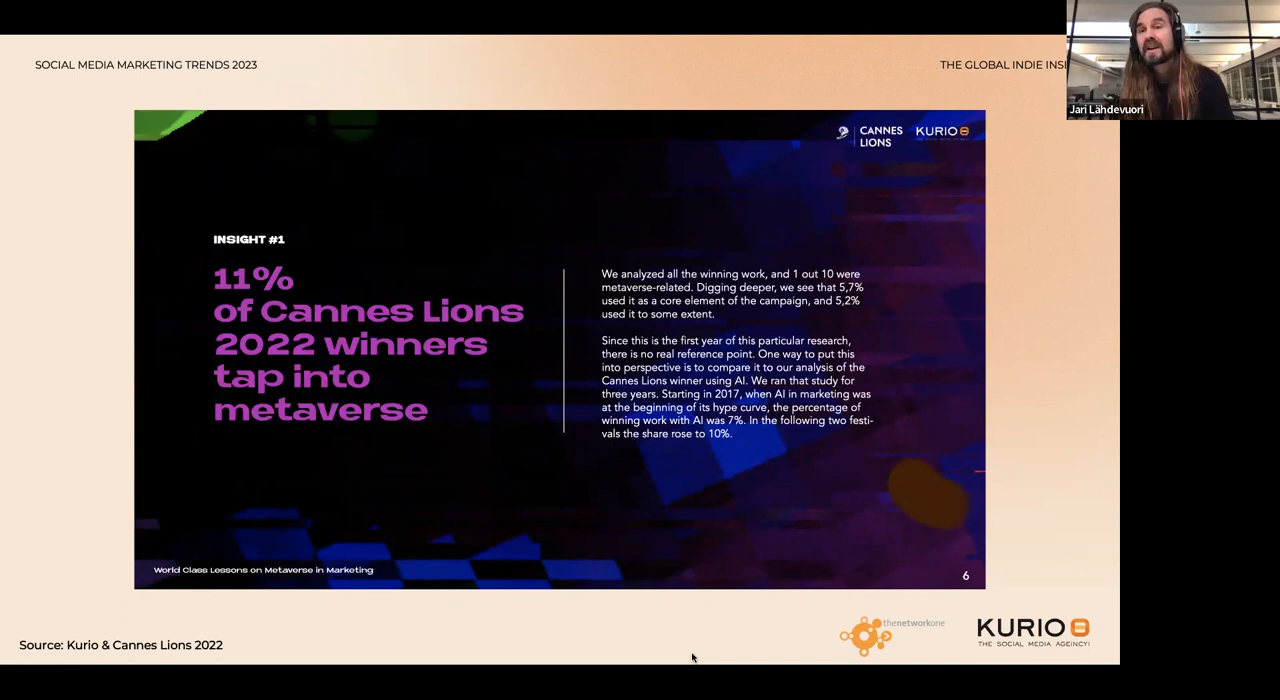 SOCIAL MEDIA MARKETING TRENDS 2023
THE GLOBAL INDIE
Jari Lähdevuori
CANNES
LIONS
KURIO
INSIGHT #1
11%
of Cannes Lions
2022 winners
tap into
metaverse
We analyzed all the winning work, and 1 out 10 were
metaverse-related. Digging deeper, we see that 5,7%
used it as a core element of the campaign, and 5,2%
used it to some extent.
Since this is the first year of this particular research,
there is no real reference point. One way to put this
into perspective is to compare it to our analysis of the
Cannes Lions winner using AI. We ran that study for
three years. Starting in 2017, when AI in marketing was
at the beginning of its hype curve, the percentage of
winning work with AI was 7%. In the following two festi-
vals the share rose to 10%.
World Class Lessons on Metaverse in Marketing
6
Source: Kurio & Cannes Lions 2022
thenetworkone
KURIO
THE SOCIAL MEDIA AGENCY!